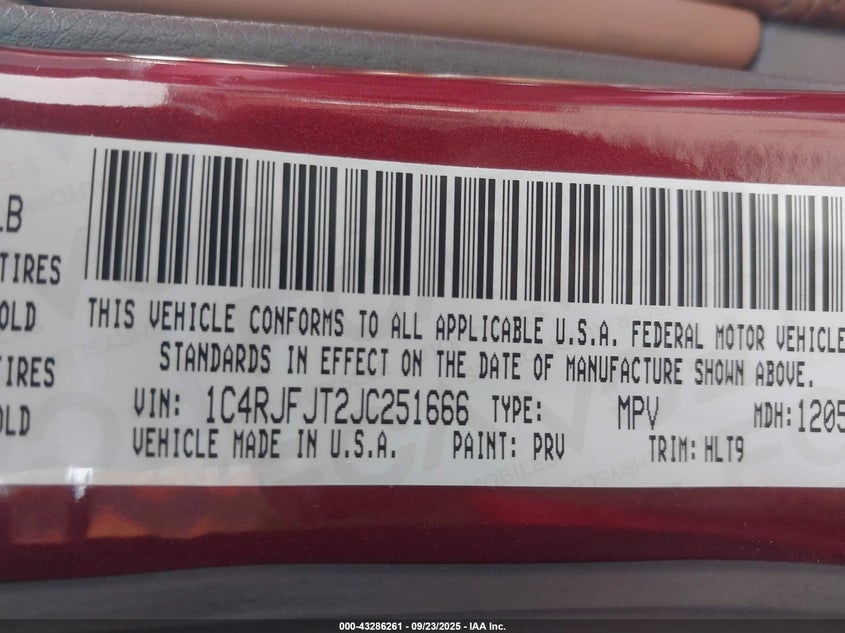 LB
TIRES
OLD
TIRES
OLD
THIS VEHICLE CONFORMS TO ALL APPLICABLE U.S.A. FEDERAL MOTOR VEHICLE
STANDARDS IN EFFECT ON THE DATE OF MANUFACTURE SHOWN ABOVE.
VIN: 1C4RJFJT2JC251666 TYPE: MPV MDH:1205
VEHICLE MADE IN U.S.A. PAINT: PRV TRIM: HLT9
000-43286261 - 09/23/2025 - IAA Inc.